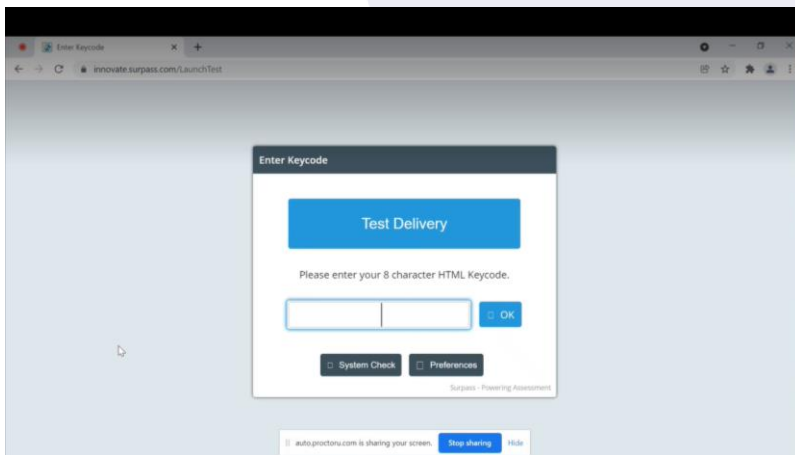 Enter Keycode
innovate.surpass.com/LaunchTest
Enter Keycode
Test Delivery
Please enter your 8 character HTML Keycode.
OK
System Check Preferences
Surpass - Powering Assessment
auto.proctoru.com is sharing your screen. Stop sharing Hide